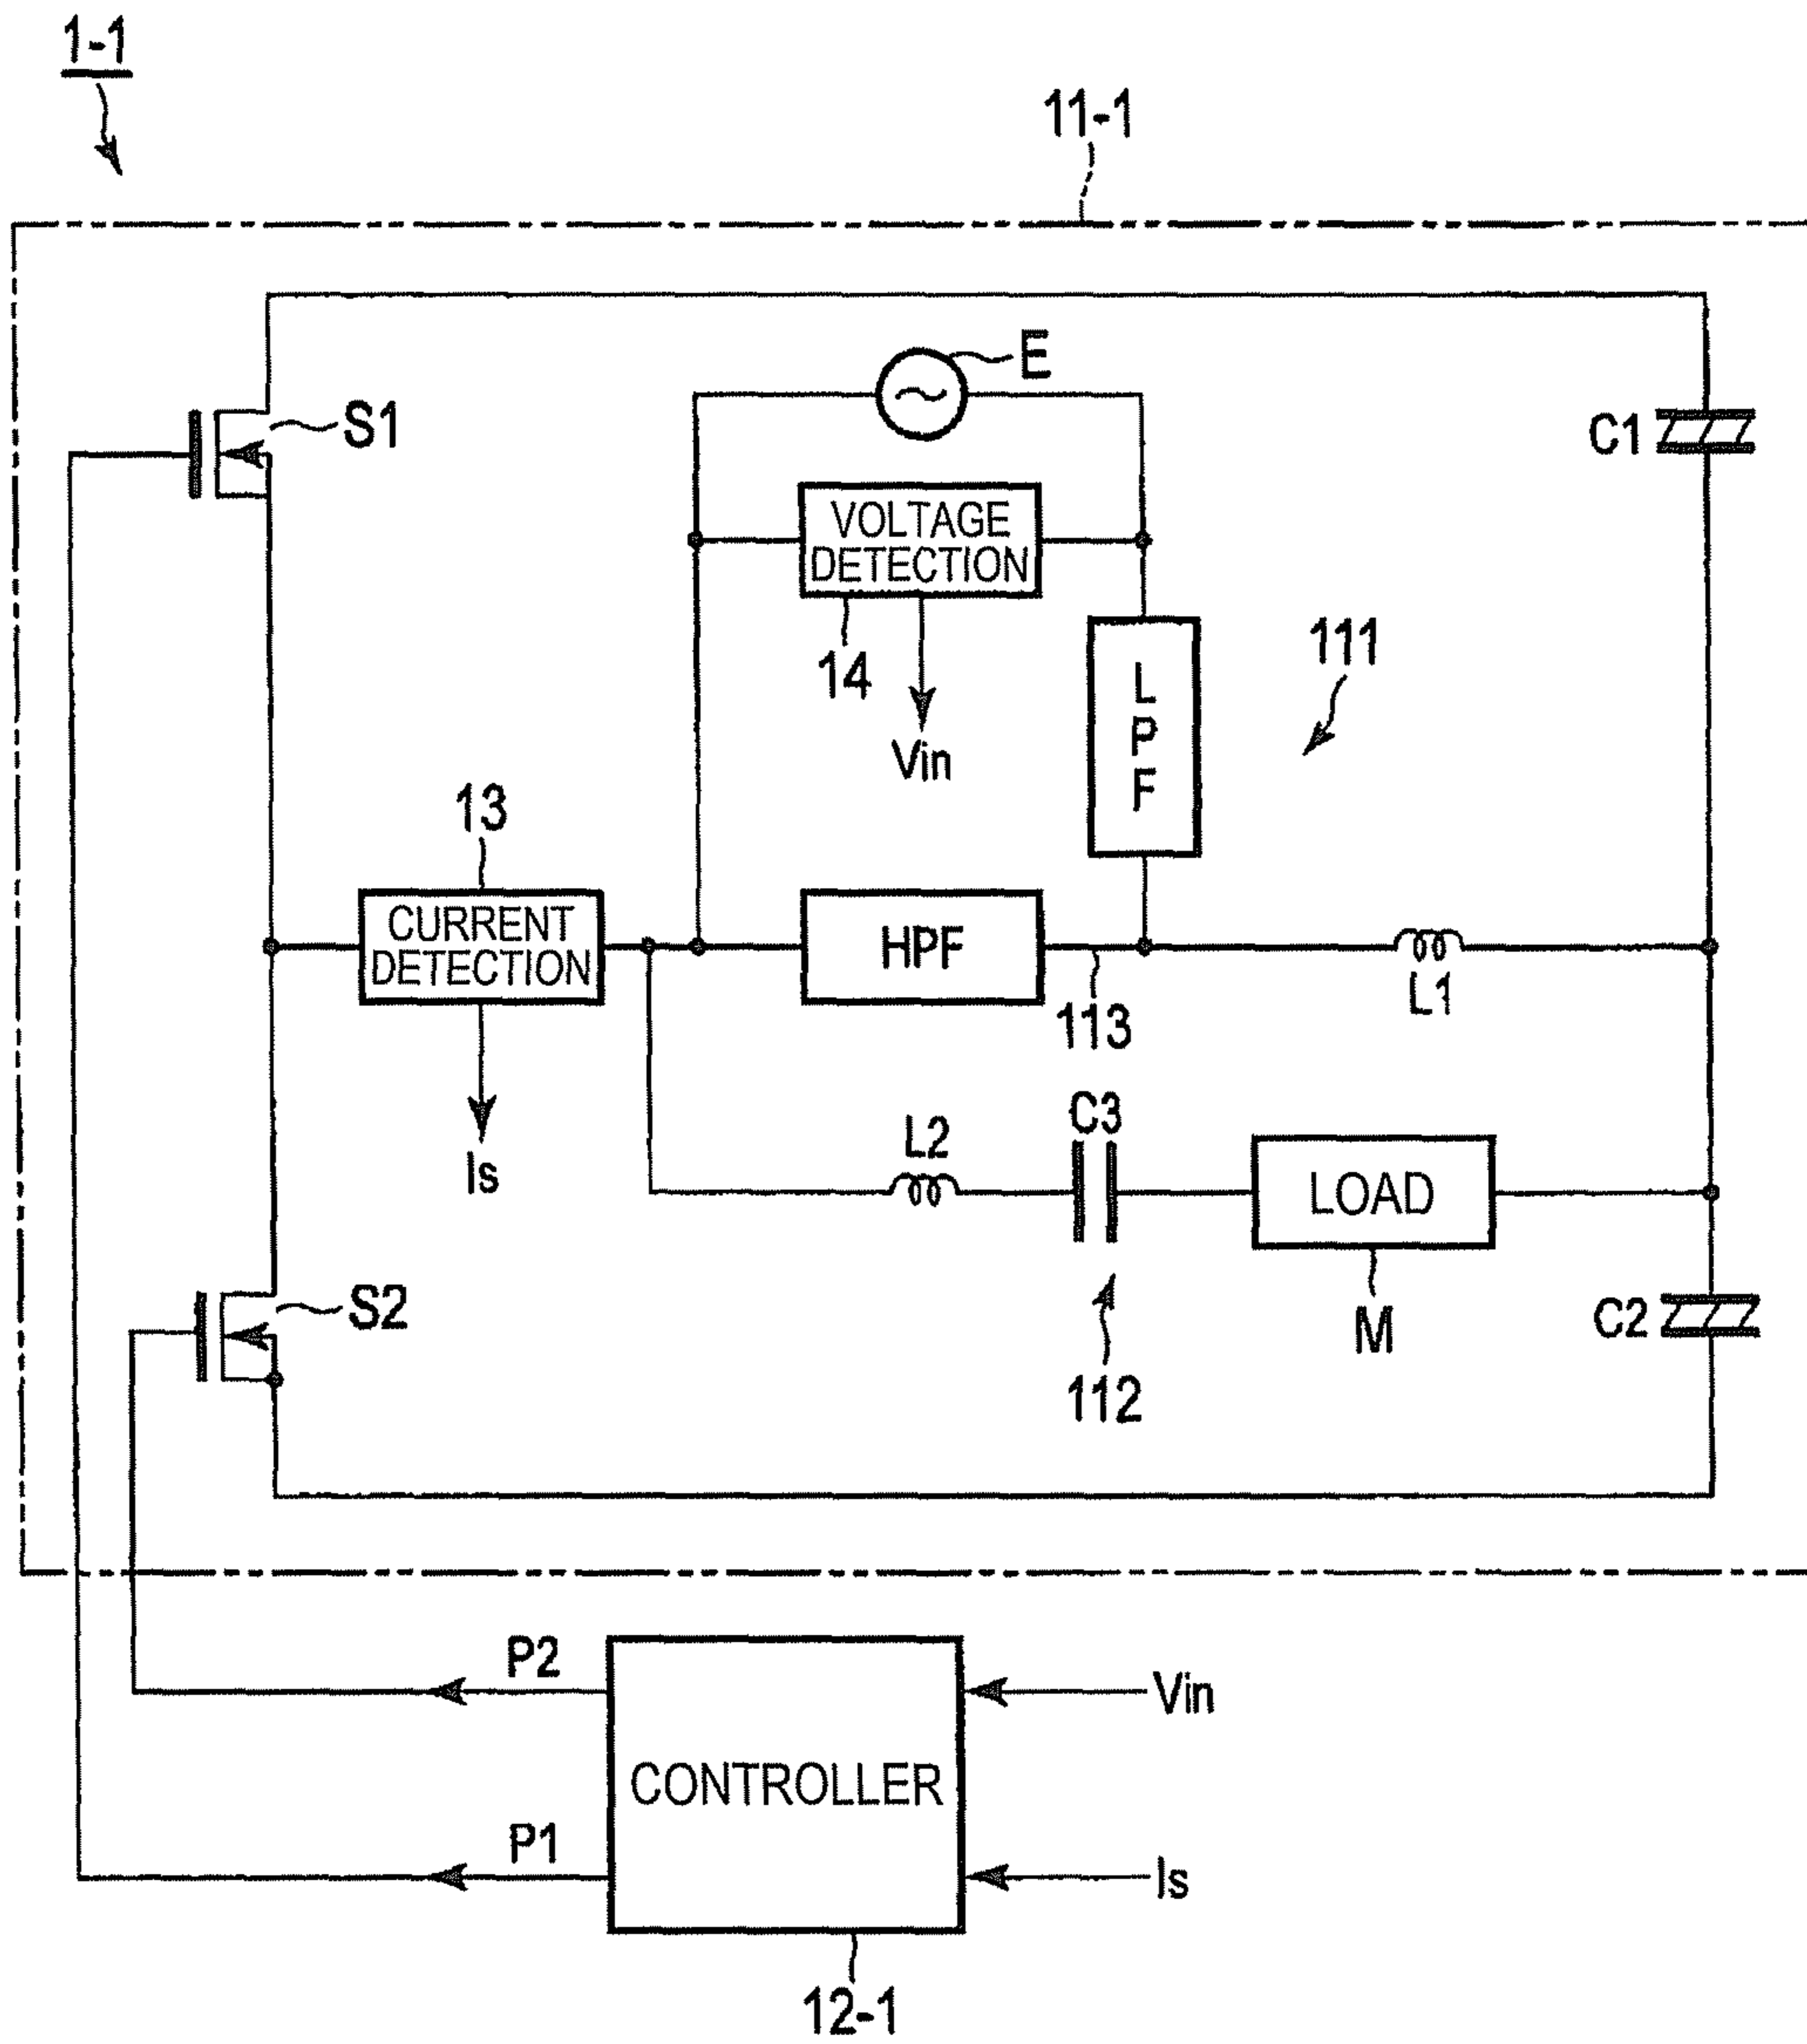 1-1
11-1
E
S1
C1
VOLTAGE
DETECTION
14
Vin
L
P
F
111
13
CURRENT
DETECTION
HPF
113
L1
Is
L2
C3
LOAD
M
112
S2
C2
P2
Vin
CONTROLLER
P1
Is
12-1